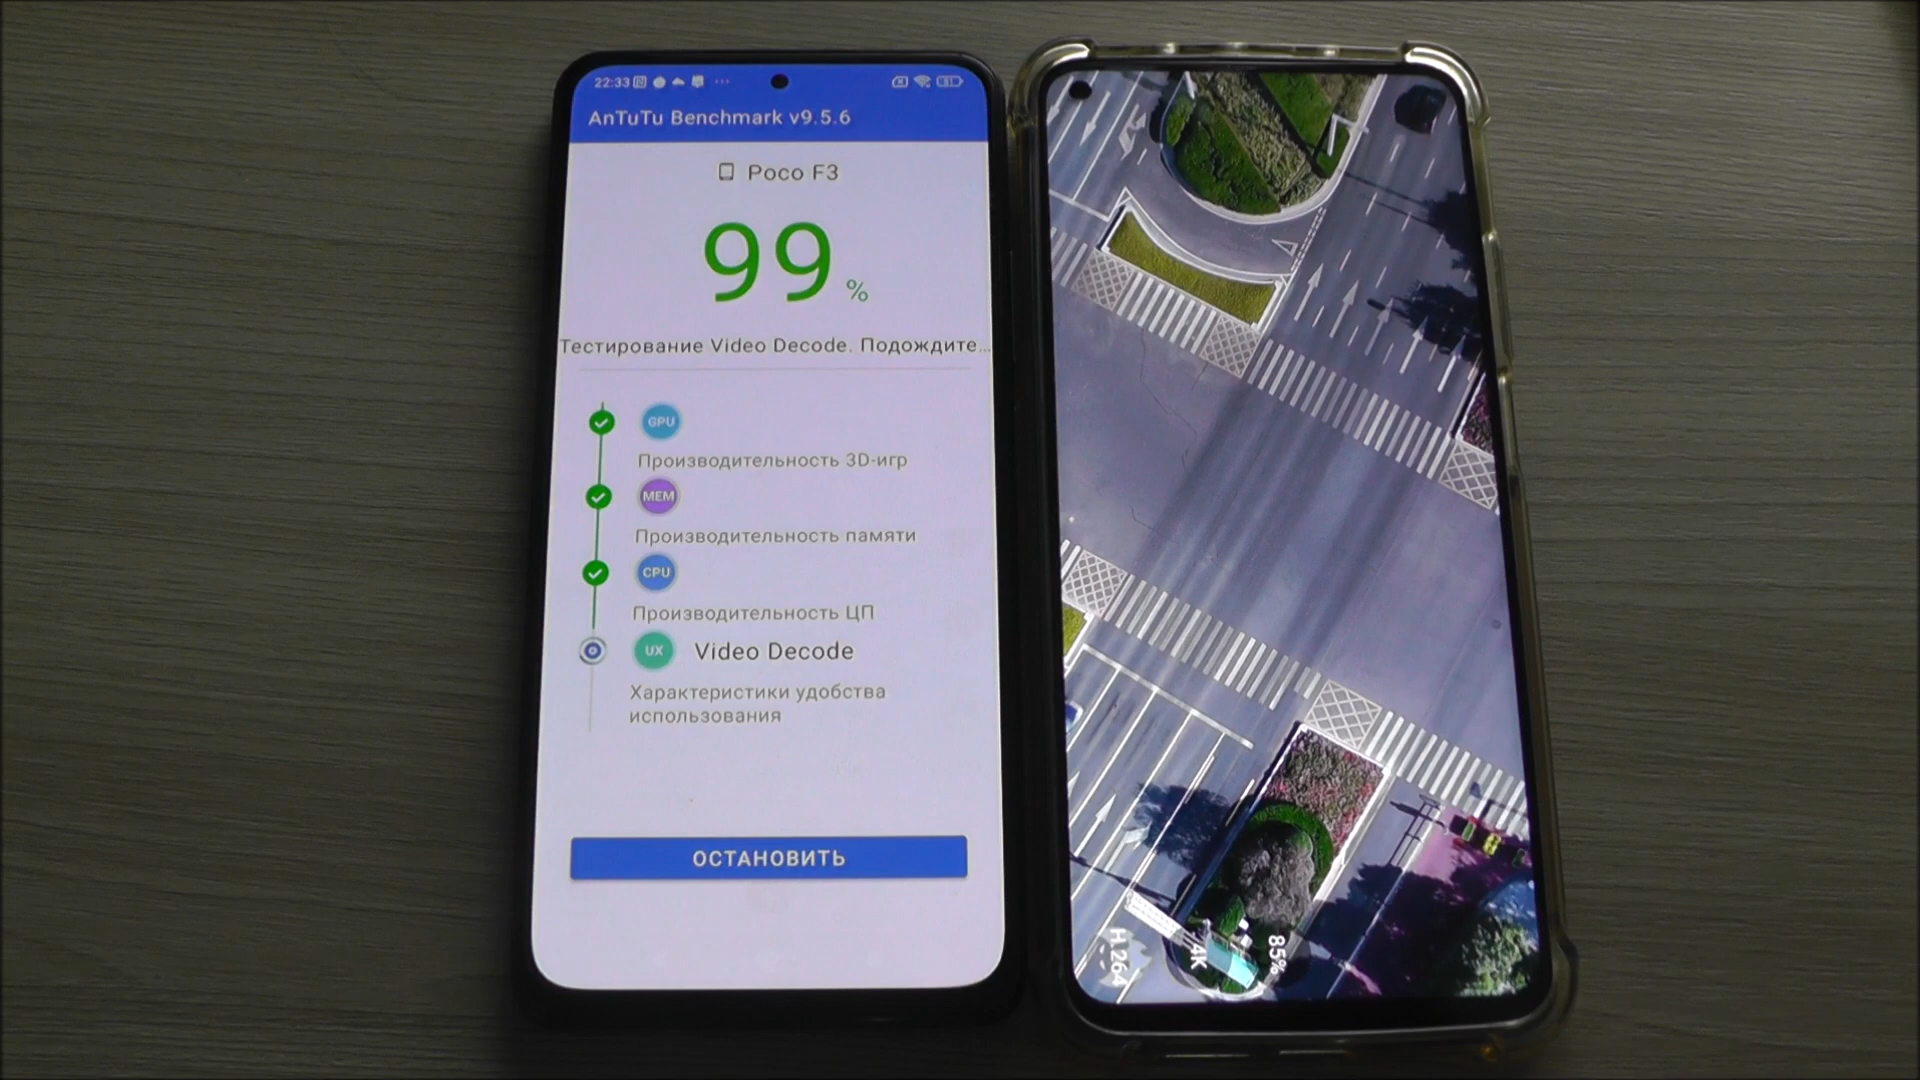 22:33
AnTuTu Benchmark v9.5.6
Poco F3
99 %
Тестирование Video Decode. Подождите...
GPU
Производительность 3D-игр
MEM
Производительность памяти
CPU
Производительность ЦП
UX Video Decode
Характеристики удобства
использования
ОСТАНОВИТЬ
85%
4K
H.264